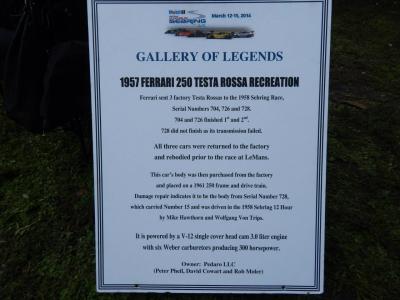 March 12-15, 2014
SEBRING
GALLERY OF LEGENDS
1957 FERRARI 250 TESTA ROSSA RECREATION
Ferrari sent 3 factory Testa Rossas to the 1958 Sebring Race,
Serial Numbers 704, 726 and 728.
704 and 726 finished 1st and 2nd.
728 did not finish as its transmission failed.
All three cars were returned to the factory
and rebodied prior to the race at LeMans.
This car's body was then purchased from the factory
and placed on a 1961 250 frame and drive train.
Damage repair indicates it to be the body from Serial Number 728,
which carried Number 15 and was driven in the 1958 Sebring 12 Hour
by Mike Hawthorn and Wolfgang Von Trips.
It is powered by a V-12 single cover head cam 3.0 liter engine
with six Weber carburetors producing 300 horsepower.
Owner: Pedaro LLC
(Peter Pheil, David Cowart and Rob Moler)